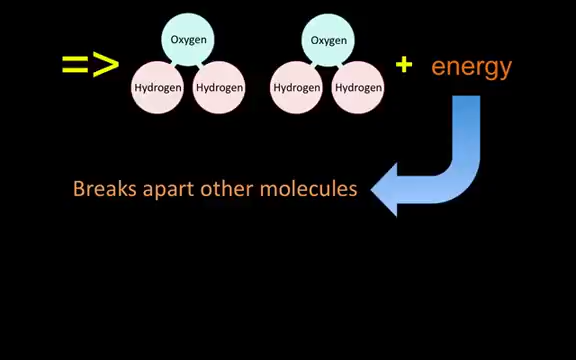 => Oxygen Hydrogen Hydrogen Oxygen Hydrogen Hydrogen + energy
Breaks apart other molecules